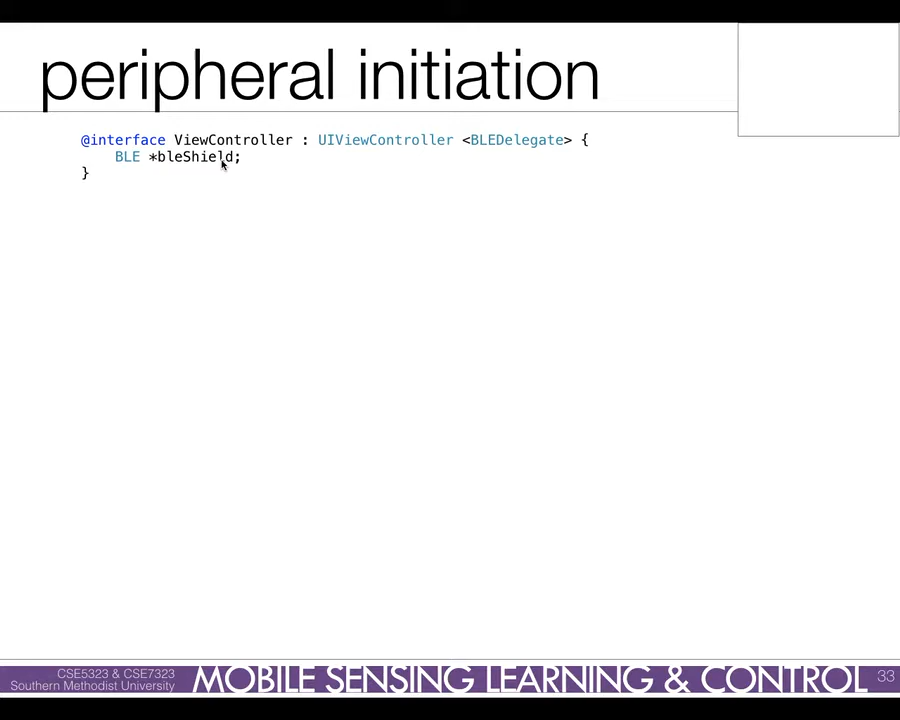 peripheral initiation
@interface ViewController : UIViewController <BLEDelegate> {
BLE *bleShield;
}
CSE5323 & CSE7323
Southern Methodist University
MOBILE SENSING LEARNING & CONTROL
33